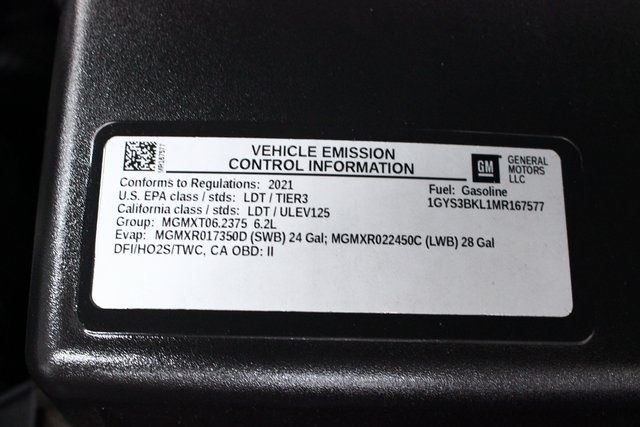 VEHICLE EMISSION
CONTROL INFORMATION
GM
GENERAL
MOTORS
LLC
Conforms to Regulations: 2021
U.S. EPA class / stds: LDT / TIER3
California class / stds: LDT / ULEV125
Group: MGMXT06.2375 6.2L
Evap: MGMXR017350D (SWB) 24 Gal; MGMXR022450C (LWB) 28 Gal
DFI/HO2S/TWC, CA OBD: II
Fuel: Gasoline
1GYS3BKL1MR167577